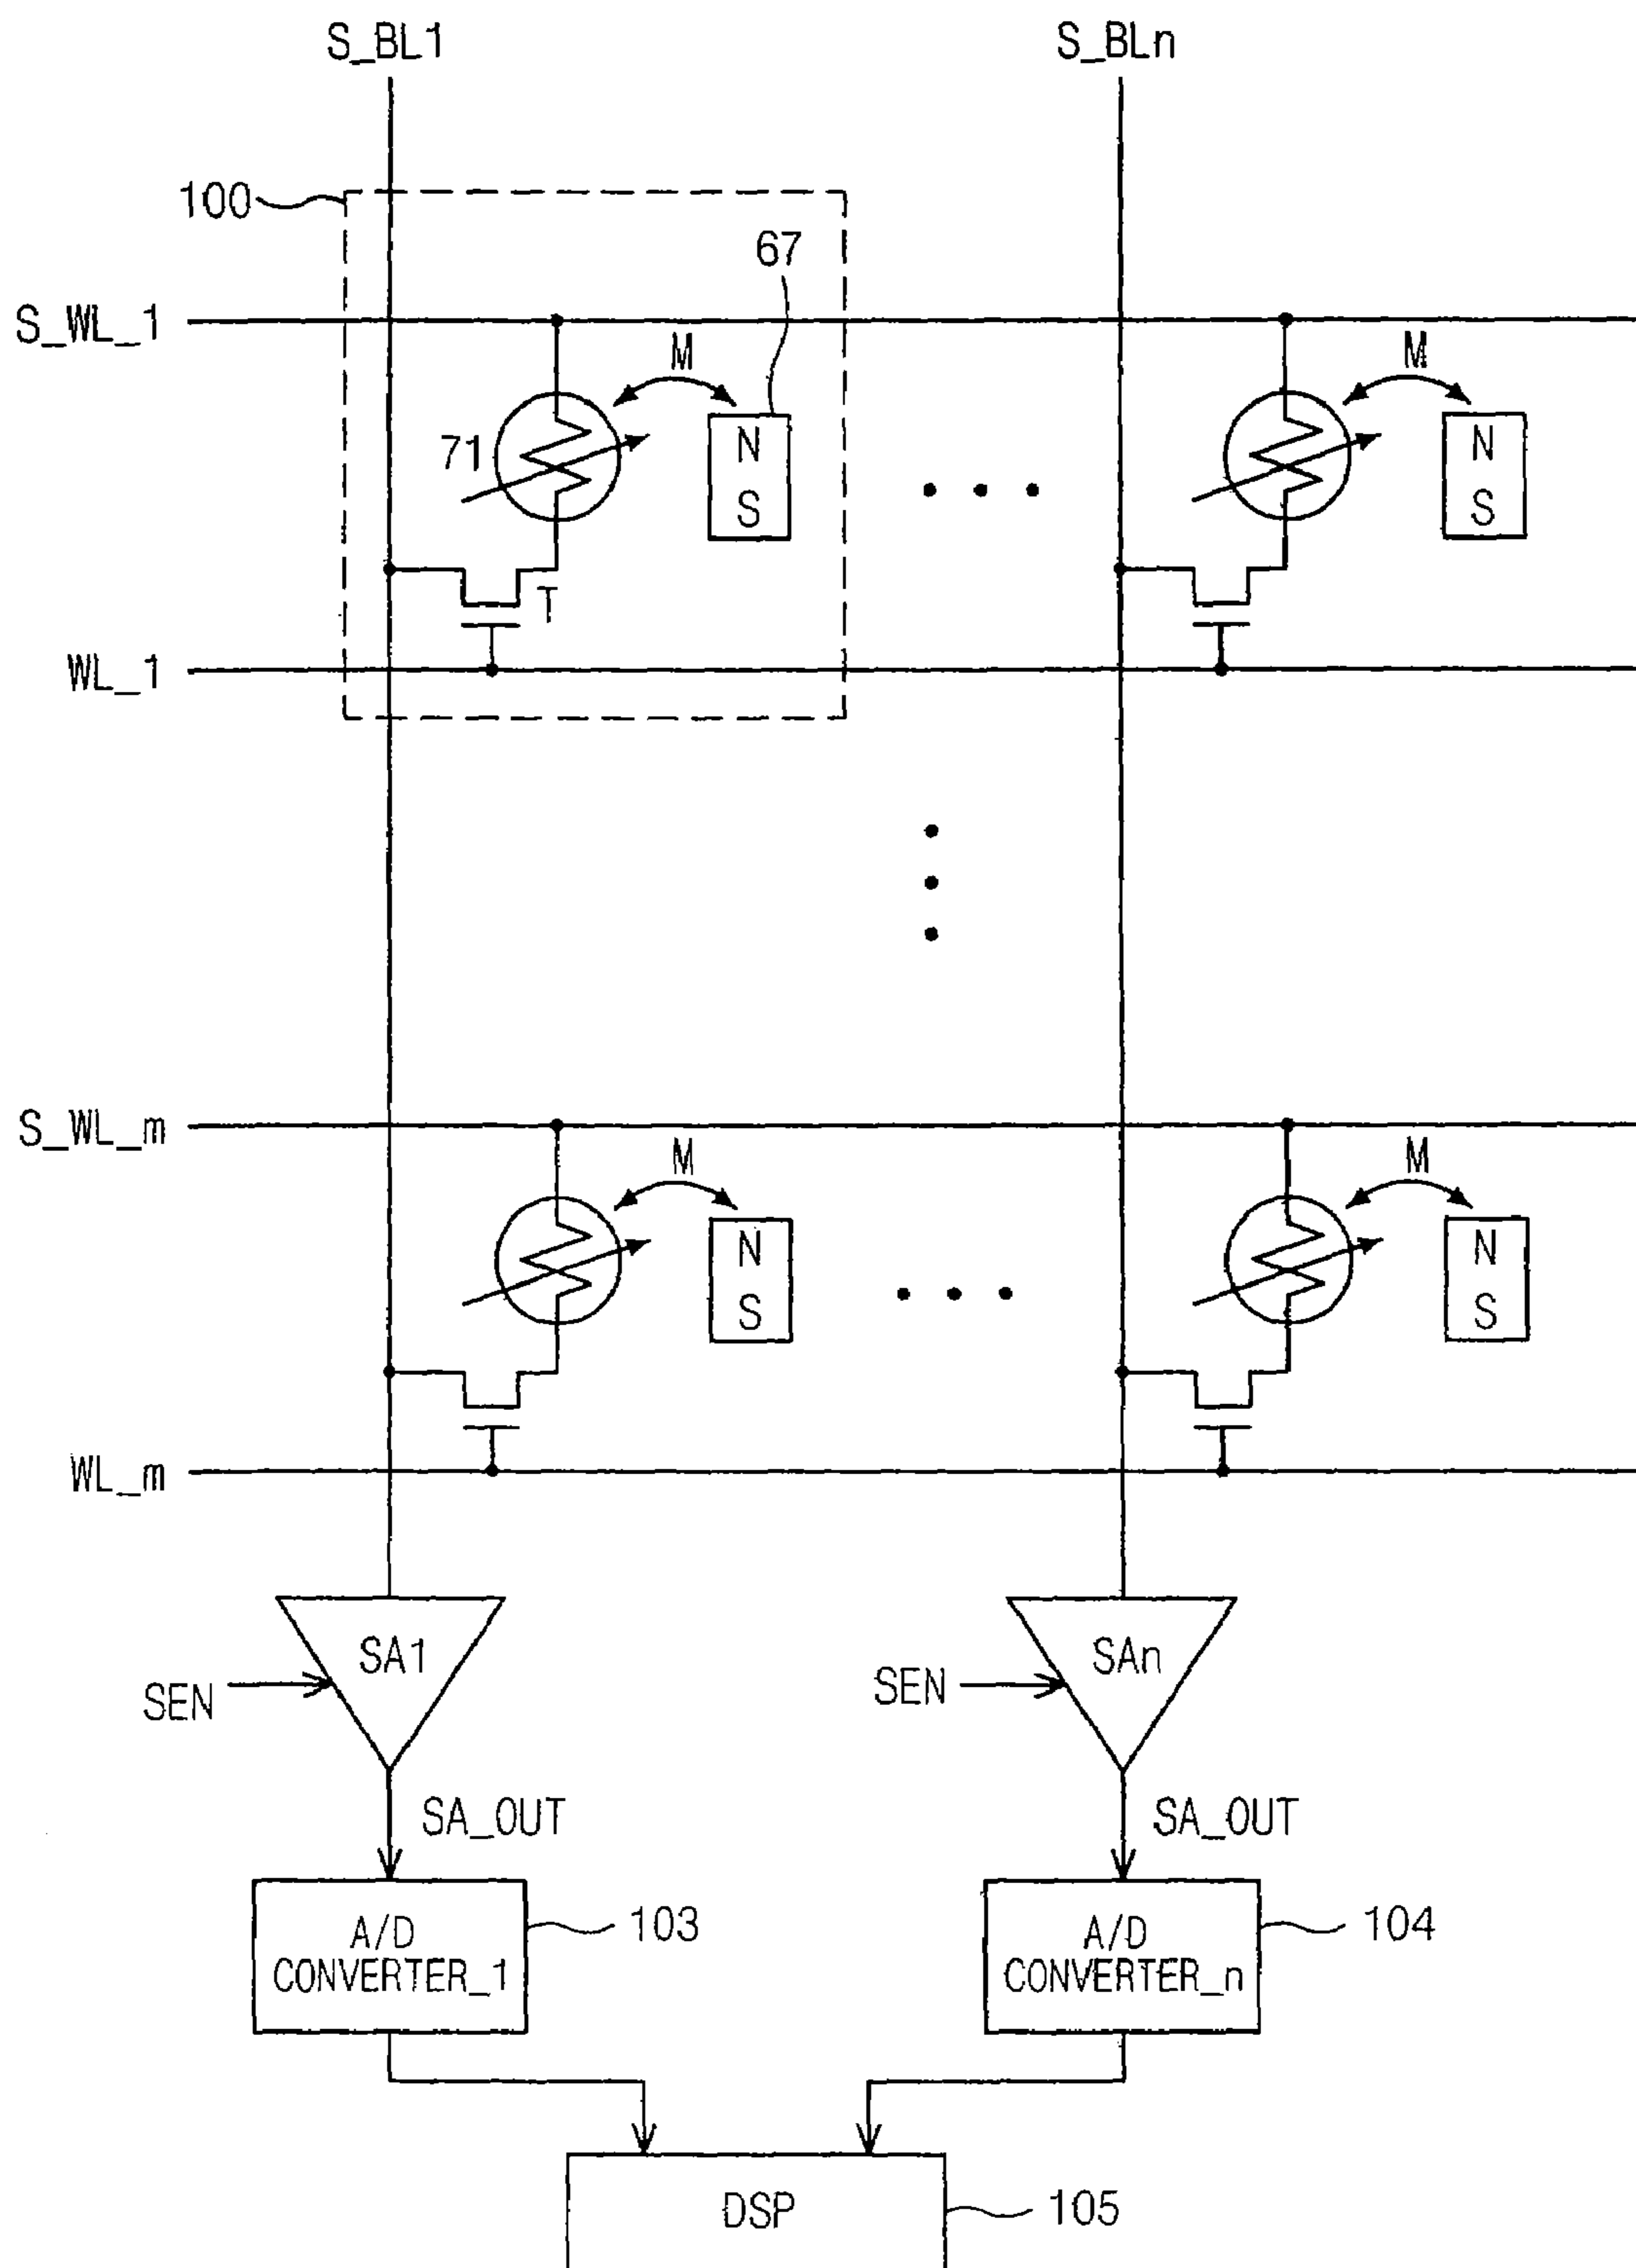 S_BL1
S_BLn
100
67
S_WL_1
M
M
71
N
S
N
S
T
WL_1
S_WL_m
M
M
N
S
N
S
WL_m
SA1
SAn
SEN
SEN
SA_OUT
SA_OUT
A/D
CONVERTER_1
103
A/D
CONVERTER_n
104
DSP
105